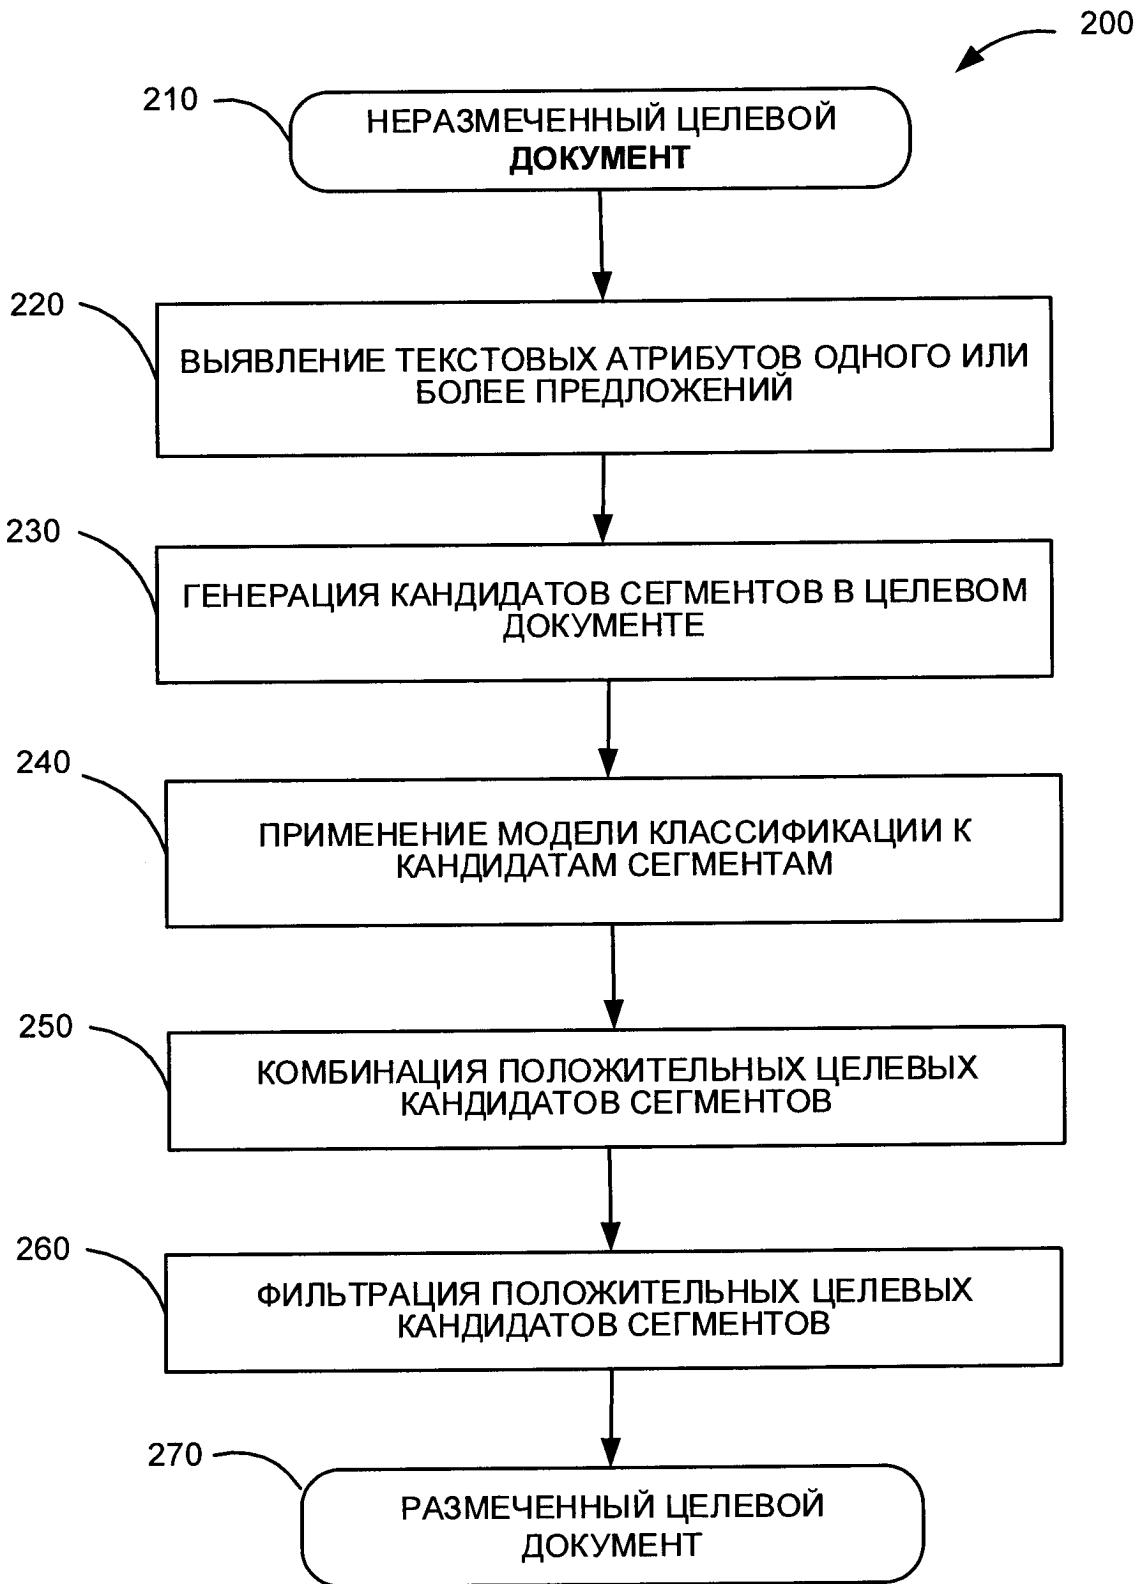 200
210
НЕРАЗМЕЧЕННЫЙ ЦЕЛЕВОЙ
ДОКУМЕНТ
220
ВЫЯВЛЕНИЕ ТЕКСТОВЫХ АТРИБУТОВ ОДНОГО ИЛИ
БОЛЕЕ ПРЕДЛОЖЕНИЙ
230
ГЕНЕРАЦИЯ КАНДИДАТОВ СЕГМЕНТОВ В ЦЕЛЕВОМ
ДОКУМЕНТЕ
240
ПРИМЕНЕНИЕ МОДЕЛИ КЛАССИФИКАЦИИ К
КАНДИДАТАМ СЕГМЕНТАМ
250
КОМБИНАЦИЯ ПОЛОЖИТЕЛЬНЫХ ЦЕЛЕВЫХ
КАНДИДАТОВ СЕГМЕНТОВ
260
ФИЛЬТРАЦИЯ ПОЛОЖИТЕЛЬНЫХ ЦЕЛЕВЫХ
КАНДИДАТОВ СЕГМЕНТОВ
270
РАЗМЕЧЕННЫЙ ЦЕЛЕВОЙ
ДОКУМЕНТ